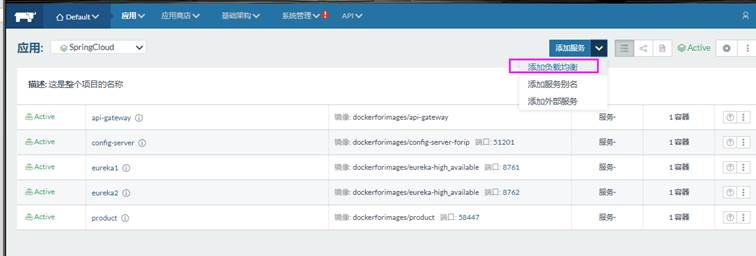 Default 应用 应用商店 基础架构 系统管理 API
应用: SpringCloud 添加服务 Active
添加负载均衡
添加服务别名
添加外部服务
描述: 这是整个项目的名称
Active api-gateway 镜像: dockerforimages/api-gateway 服务- 1 容器
Active config-server 镜像: dockerforimages/config-server-forip 端口: 51201 服务- 1 容器
Active eureka1 镜像: dockerforimages/eureka-high_available 端口: 8761 服务- 1 容器
Active eureka2 镜像: dockerforimages/eureka-high_available 端口: 8762 服务- 1 容器
Active product 镜像: dockerforimages/product 端口: 58447 服务- 1 容器